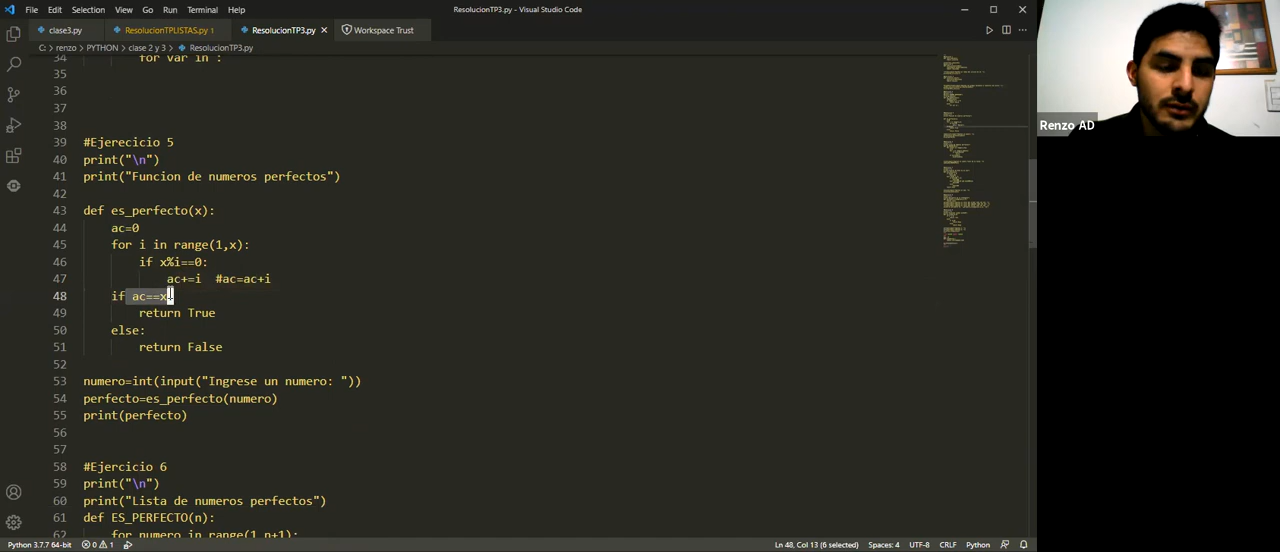 File Edit Selection View Go Run Terminal Help
ResolucionTP3.py - Visual Studio Code
clase3.py
ResolucionTPLISTAS.py 1
ResolucionTP3.py
Workspace Trust
C: > renzo > PYTHON > clase 2 y 3 > ResolucionTP3.py
34 for var in :
35
36
37
38
39 #Ejerecicio 5
40 print("\n")
41 print("Funcion de numeros perfectos")
42
43 def es_perfecto(x):
44 ac=0
45 for i in range(1,x):
46 if x%i==0:
47 ac+=i #ac=ac+i
48 if ac==x:
49 return True
50 else:
51 return False
52
53 numero=int(input("Ingrese un numero: "))
54 perfecto=es_perfecto(numero)
55 print(perfecto)
56
57
58 #Ejercicio 6
59 print("\n")
60 print("Lista de numeros perfectos")
61 def ES_PERFECTO(n):
62 for numero in range(1,n+1):
Python 3.7.7 64-bit 0 1
Ln 48, Col 13 (6 selected) Spaces: 4 UTF-8 CRLF Python
Renzo AD